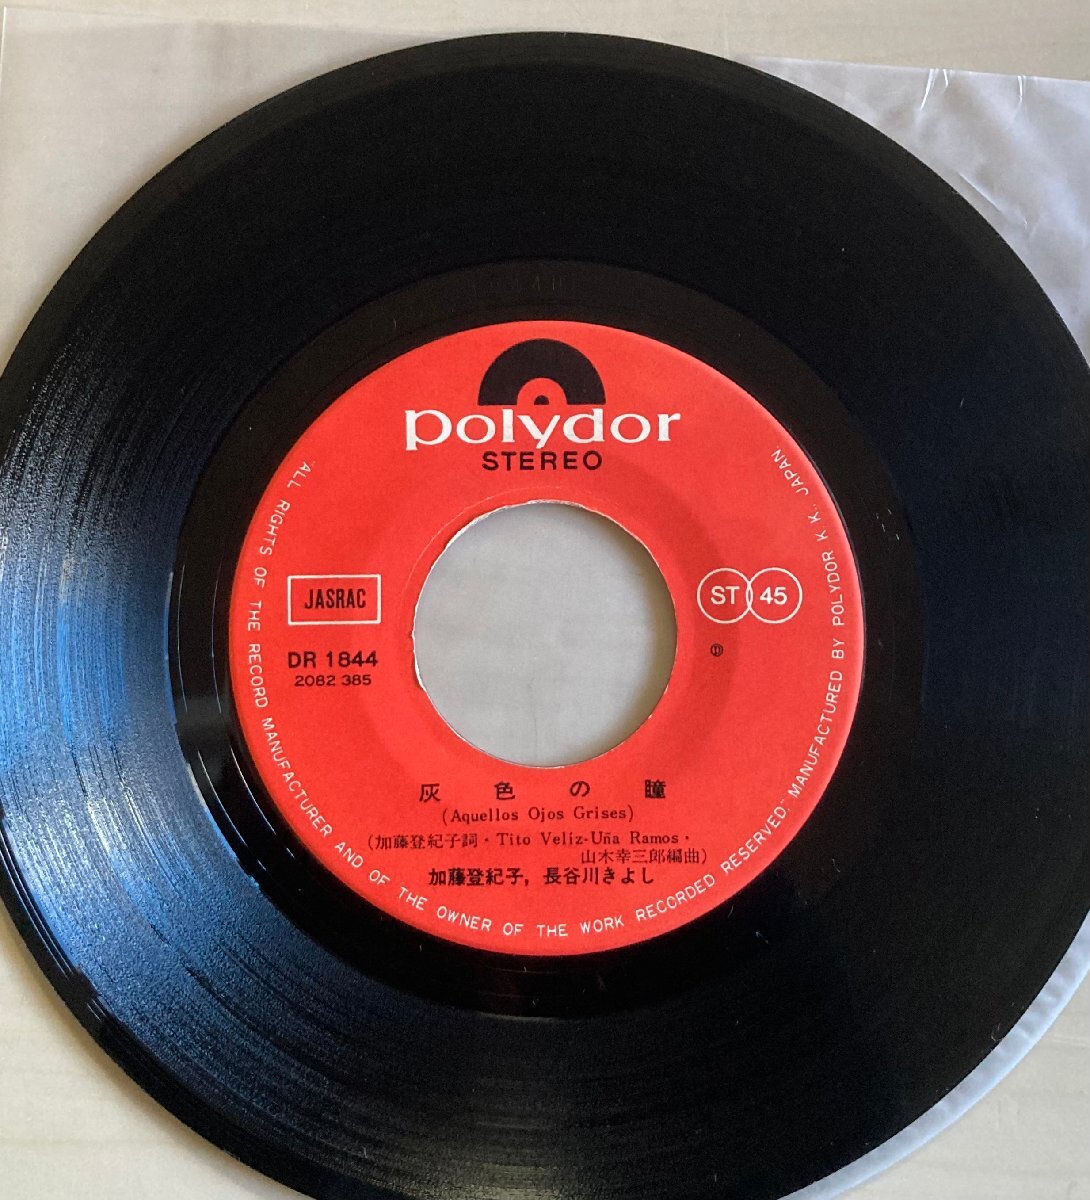 polydor
STEREO
JASRAC
DR 1844
2082 385
ST 45
Ⓓ
灰色の瞳
(Aquellos Ojos Grises)
(加藤登紀子詞・Tito Velíz-Uña Ramos・
山木幸三郎編曲)
加藤登紀子, 長谷川きよし
"ALL RIGHTS OF THE RECORD MANUFACTURER AND OF THE OWNER OF THE WORK RECORDED RESERVED" MANUFACTURED BY POLYDOR K.K., JAPAN